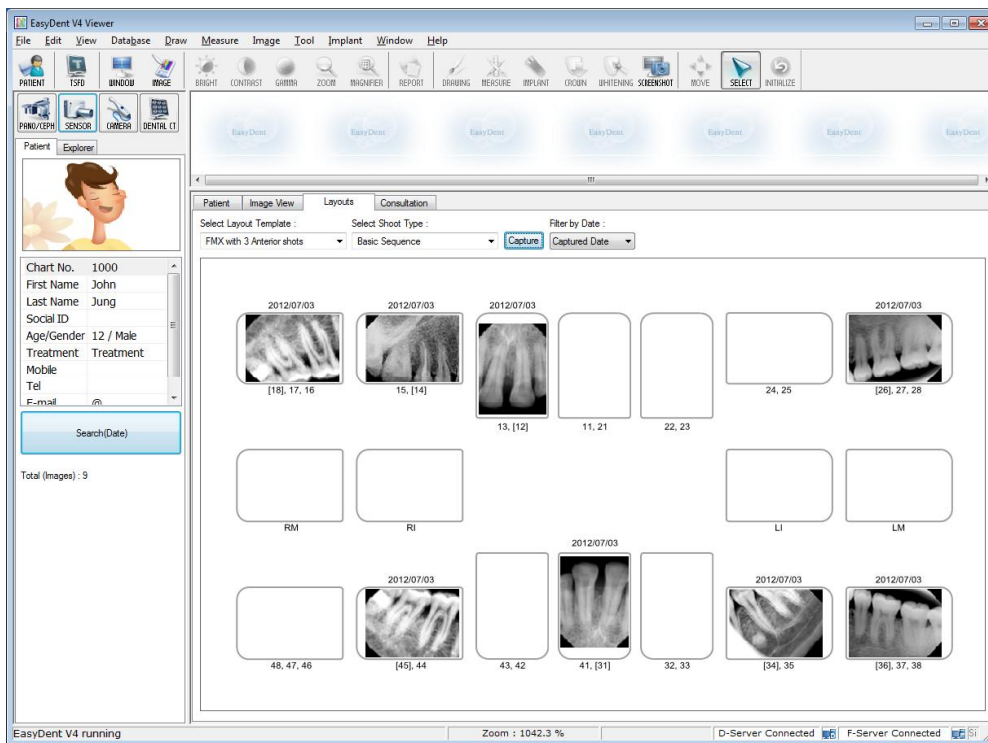 EasyDent V4 Viewer
File Edit View Database Draw Measure Image Tool Implant Window Help
PATIENT TSFD WINDOW IMAGE BRIGHT CONTRAST GAMMA ZOOM MAGNIFIER REPORT DRAWING MEASURE IMPLANT CROWN WHITENING SCREENSHOT MOVE SELECT INITIALIZE
PANO/CEPH SENSOR CAMERA DENTAL CT
EasyDent EasyDent EasyDent EasyDent EasyDent EasyDent EasyDent
Patient Explorer
Patient Image View Layouts Consultation
Select Layout Template : Select Shoot Type : Filter by Date :
FMX with 3 Anterior shots Basic Sequence Capture Captured Date
Chart No. 1000
First Name John
Last Name Jung
Social ID
Age/Gender 12 / Male
Treatment Treatment
Mobile
Tel
E-mail @
Search(Date)
Total (Images) : 9
2012/07/03 2012/07/03 2012/07/03 2012/07/03
[18], 17, 16 15, [14] 24, 25 [26], 27, 28
13, [12] 11, 21 22, 23
RM RI LI LM
2012/07/03
2012/07/03 2012/07/03 2012/07/03
48, 47, 46 [45], 44 43, 42 41, [31] 32, 33 [34], 35 [36], 37, 38
EasyDent V4 running Zoom : 1042.3 % D-Server Connected F-Server Connected Si